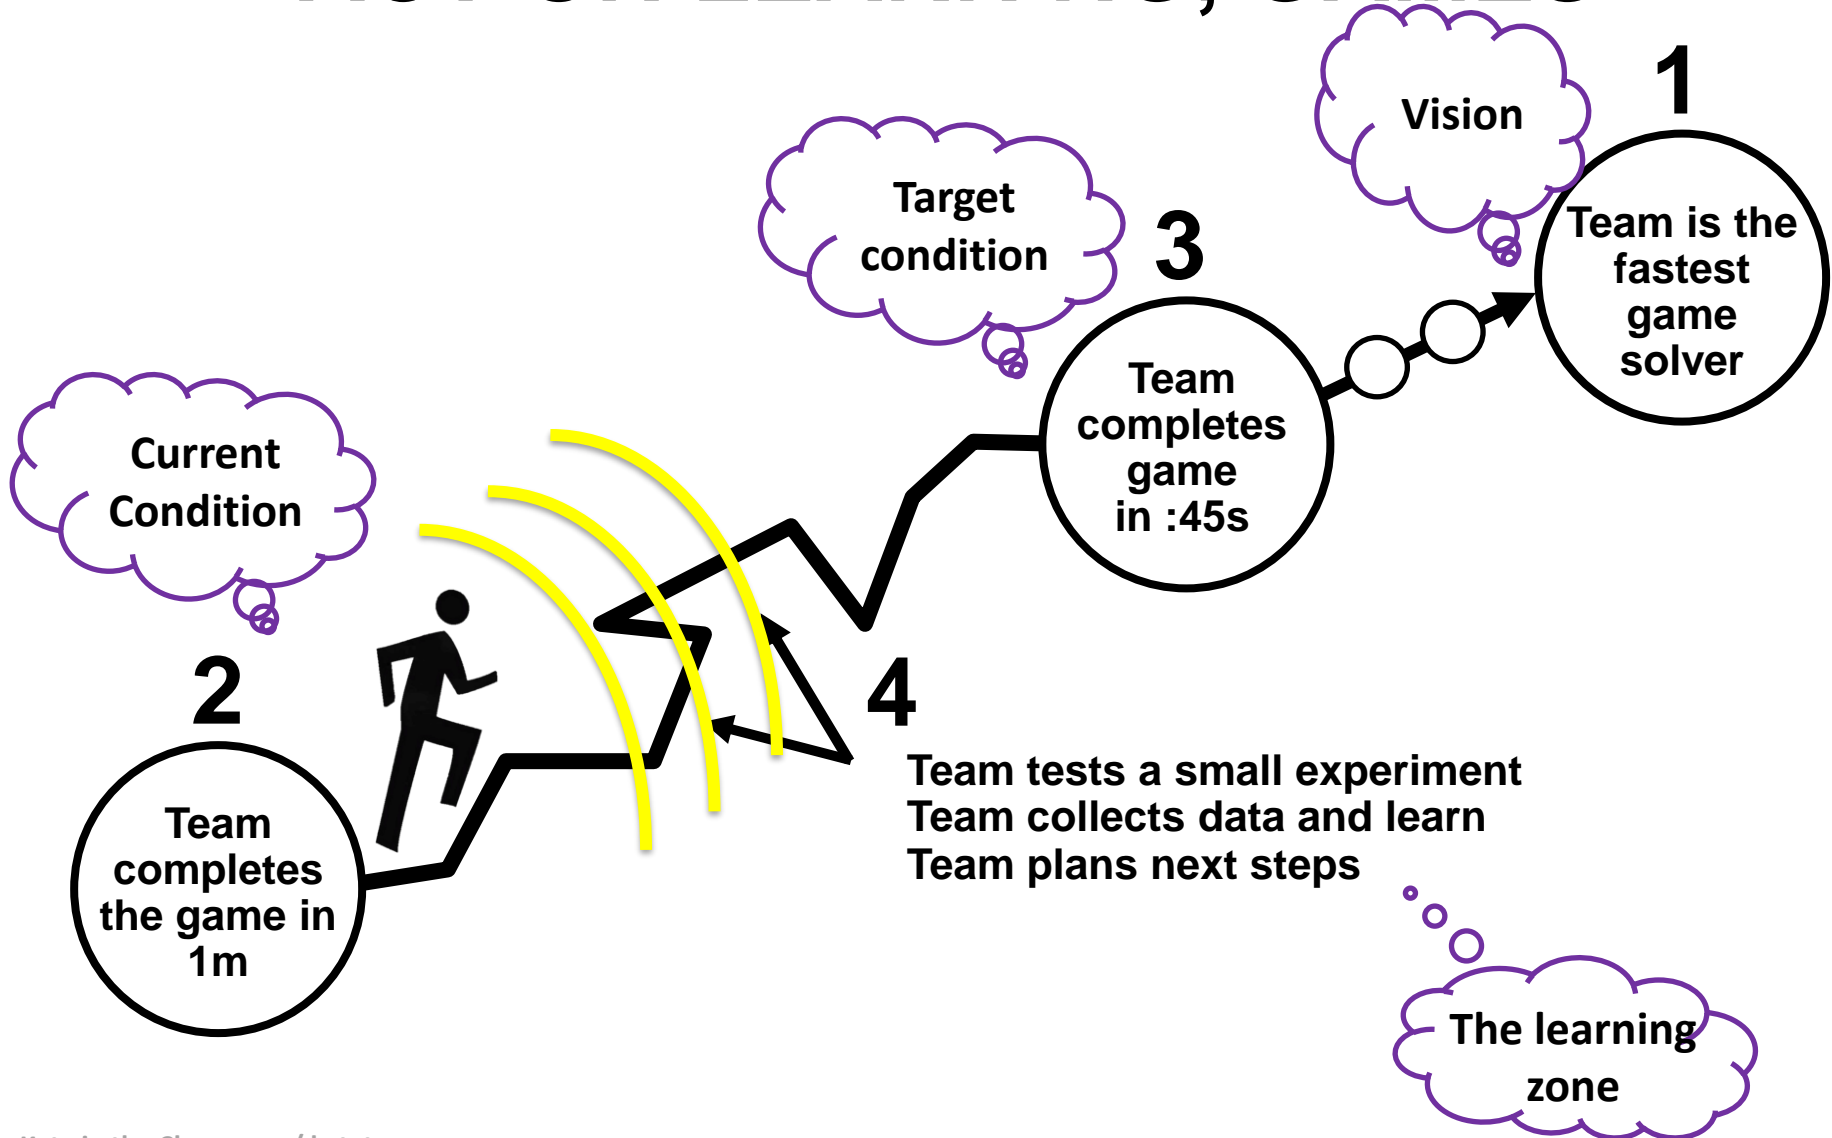 1
Vision
Team is the
fastest
game
solver
Target
condition
3
Team
completes
game
in :45s
Current
Condition
2
Team
completes
the game in
1m
4
Team tests a small experiment
Team collects data and learn
Team plans next steps
The learning
zone